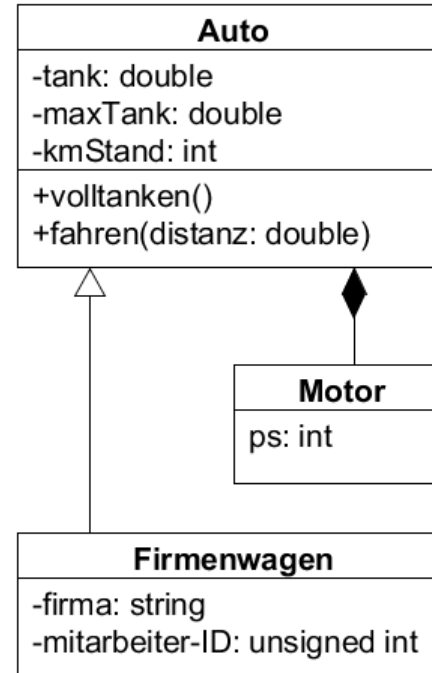 Auto
-tank: double
-maxTank: double
-kmStand: int
+volltanken()
+fahren(distanz: double)
Motor
ps: int
Firmenwagen
-firma: string
-mitarbeiter-ID: unsigned int